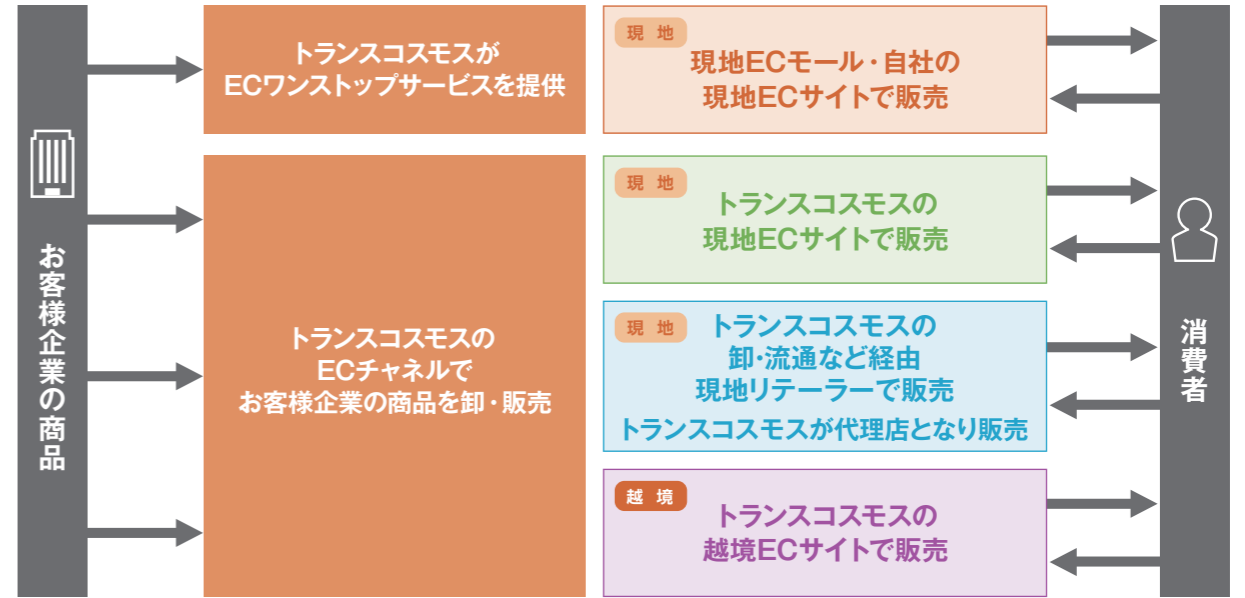 お客様企業の商品
トランスコスモスが
ECワンストップサービスを提供
トランスコスモスの
ECチャネルで
お客様企業の商品を卸・販売
現 地
現地ECモール・自社の
現地ECサイトで販売
現 地
トランスコスモスの
現地ECサイトで販売
現 地
トランスコスモスの
卸・流通など経由
現地リテーラーで販売
トランスコスモスが代理店となり販売
越 境
トランスコスモスの
越境ECサイトで販売
消費者